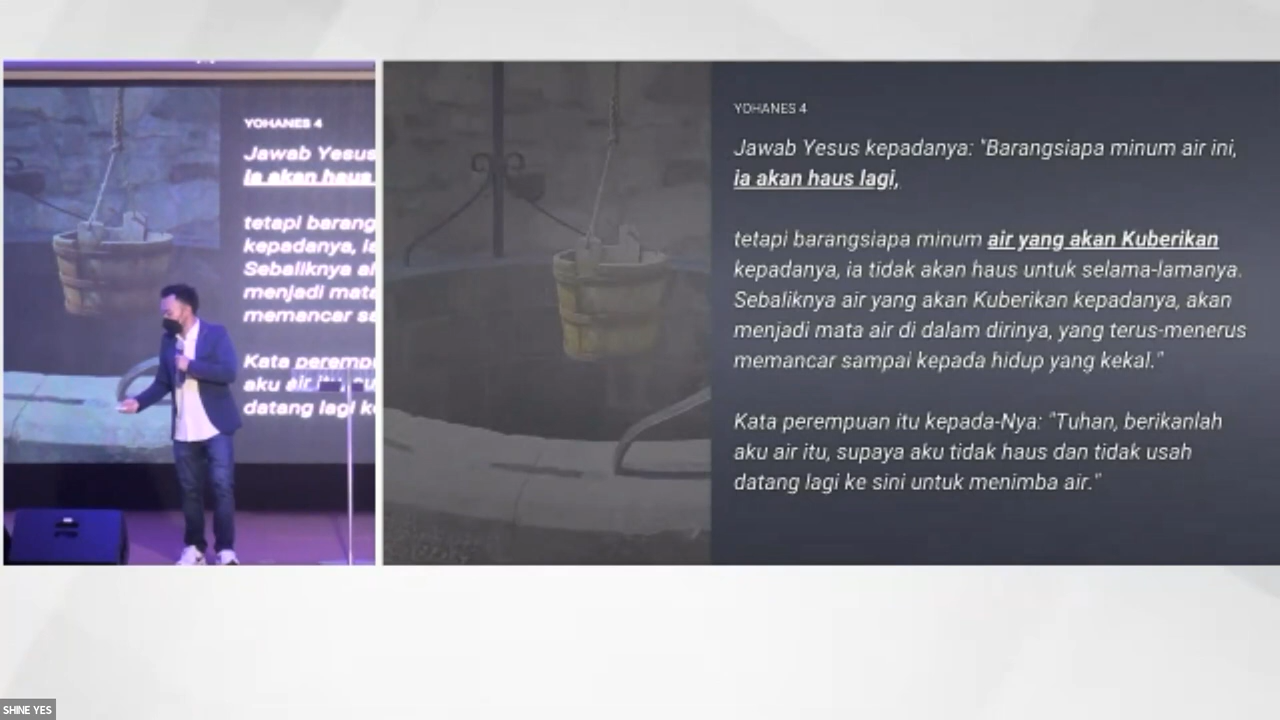 YOHANES 4
Jawab Yesus
ia akan haus
tetapi barang
kepadanya, ia
Sebaliknya ai
menjadi mata
memancar sa
Kata peremp
aku air itu, su
datang lagi k
YOHANES 4
Jawab Yesus kepadanya: "Barangsiapa minum air ini,
ia akan haus lagi,
tetapi barangsiapa minum air yang akan Kuberikan
kepadanya, ia tidak akan haus untuk selama-lamanya.
Sebaliknya air yang akan Kuberikan kepadanya, akan
menjadi mata air di dalam dirinya, yang terus-menerus
memancar sampai kepada hidup yang kekal."
Kata perempuan itu kepada-Nya: "Tuhan, berikanlah
aku air itu, supaya aku tidak haus dan tidak usah
datang lagi ke sini untuk menimba air."
SHINE YES